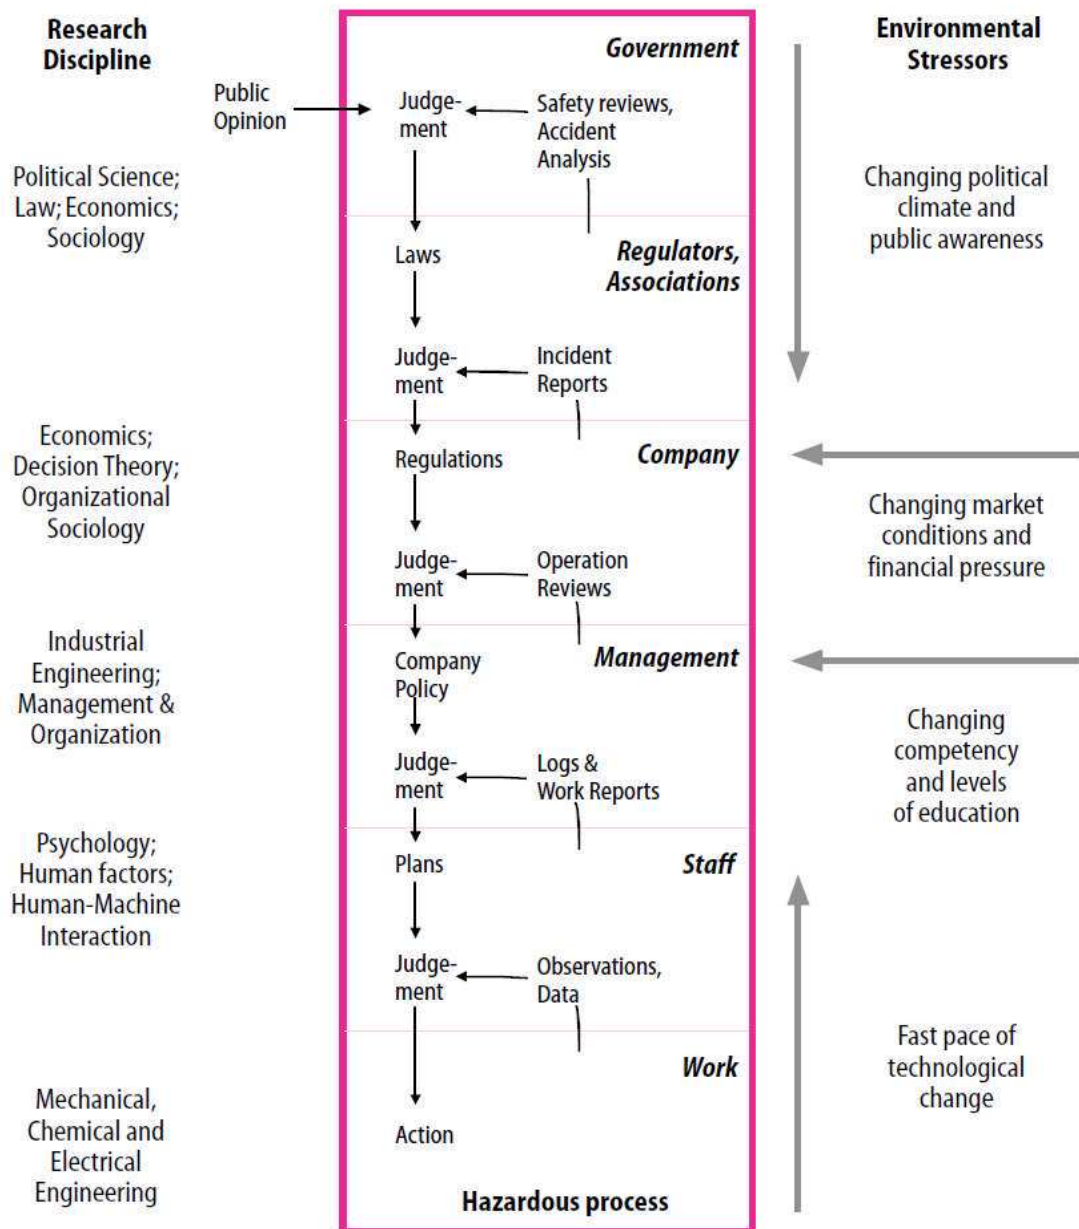 Research
Discipline
Government
Environmental
Stressors
Public
Opinion
Judge-
ment
Safety reviews,
Accident
Analysis
Political Science;
Law; Economics;
Sociology
Changing political
climate and
public awareness
Laws
Regulators,
Associations
Judge-
ment
Incident
Reports
Economics;
Decision Theory;
Organizational
Sociology
Regulations
Company
Changing market
conditions and
financial pressure
Judge-
ment
Operation
Reviews
Industrial
Engineering;
Management &
Organization
Company
Policy
Management
Changing
competency
and levels
of education
Judge-
ment
Logs &
Work Reports
Psychology;
Human factors;
Human-Machine
Interaction
Plans
Staff
Judge-
ment
Observations,
Data
Work
Fast pace of
technological
change
Mechanical,
Chemical and
Electrical
Engineering
Action
Hazardous process